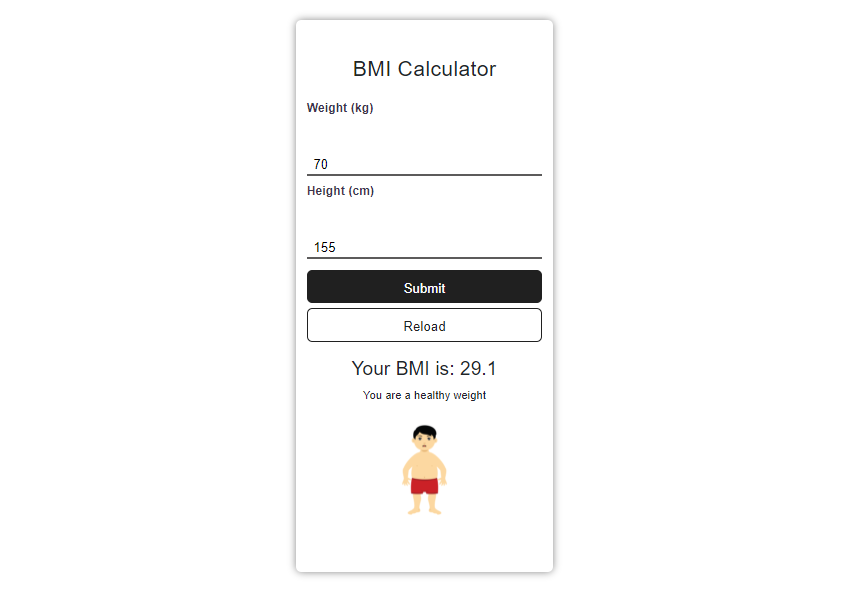 BMI Calculator
Weight (kg)
70
Height (cm)
155
Submit
Reload
Your BMI is: 29.1
You are a healthy weight